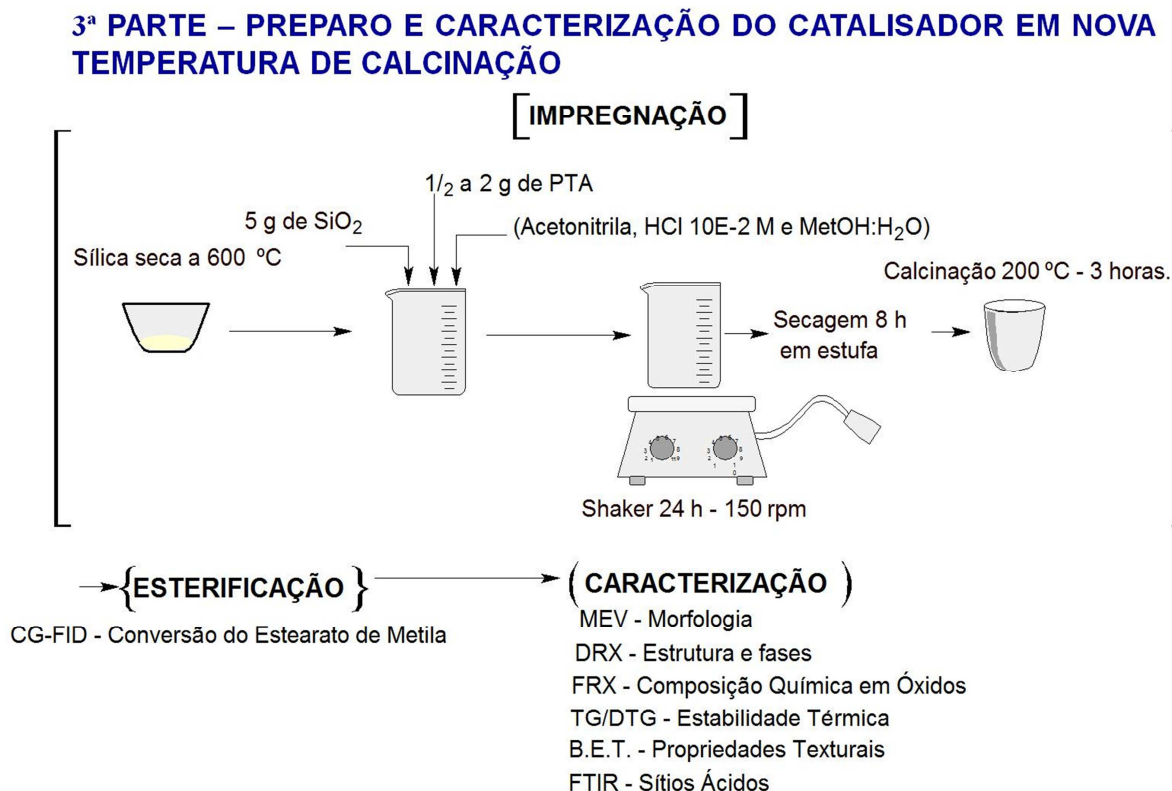 3ª PARTE – PREPARO E CARACTERIZAÇÃO DO CATALISADOR EM NOVA
TEMPERATURA DE CALCINAÇÃO
[IMPREGNAÇÃO]
1/2 a 2 g de PTA
5 g de SiO2
(Acetonitrila, HCl 10E-2 M e MetOH:H2O)
Sílica seca a 600 ºC
Calcinação 200 ºC - 3 horas.
Secagem 8 h
em estufa
Shaker 24 h - 150 rpm
{ESTERIFICAÇÃO}
CG-FID - Conversão do Estearato de Metila
(CARACTERIZAÇÃO)
MEV - Morfologia
DRX - Estrutura e fases
FRX - Composição Química em Óxidos
TG/DTG - Estabilidade Térmica
B.E.T. - Propriedades Texturais
FTIR - Sítios Ácidos